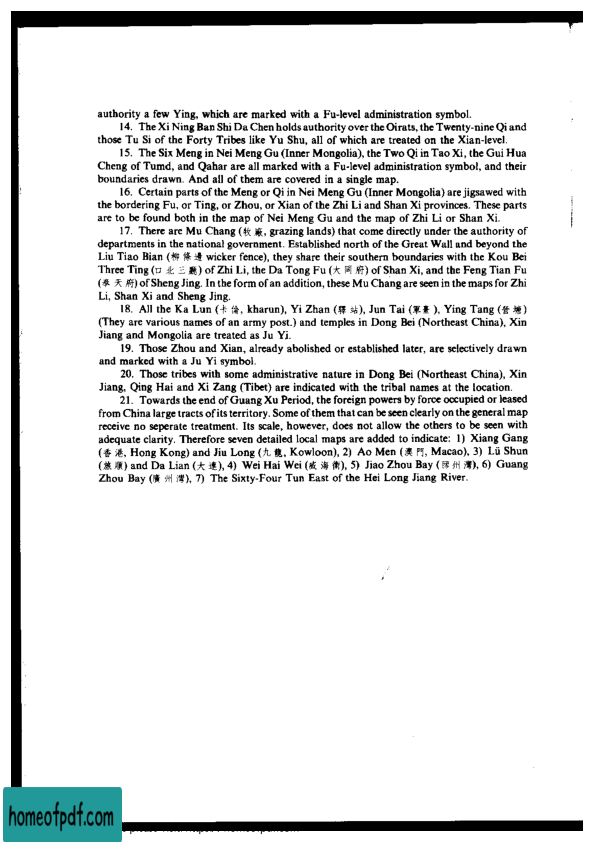 authority a few Ying, which are marked with a Fu-level administration symbol.
14. The Xi Ning Ban Shi Da Chen holds authority over the Oirats, the Twenty-nine Qi and
those Tu Si of the Forty Tribes like Yu Shu, all of which are treated on the Xian-level.
15. The Six Meng in Nei Meng Gu (Inner Mongolia), the Two Qi in Tao Xi, the Gui Hua
Cheng of Tumd, and Qahar are all marked with a Fu-level administration symbol, and their
boundaries drawn. And all of them are covered in a single map.
16. Certain parts of the Meng or Qi in Nei Meng Gu (Inner Mongolia) are jigsawed with
the bordering Fu, or Ting, or Zhou, or Xian of the Zhi Li and Shan Xi provinces. These parts
are to be found both in the map of Nei Meng Gu and the map of Zhi Li or Shan Xi.
17. There are Mu Chang (牧廠, grazing lands) that come directly under the authority of
departments in the national government. Established north of the Great Wall and beyond the
Liu Tiao Bian (柳條邊 wicker fence), they share their southern boundaries with the Kou Bei
Three Ting (口北三廳) of Zhi Li, the Da Tong Fu (大同府) of Shan Xi, and the Feng Tian Fu
(奉天府) of Sheng Jing. In the form of an addition, these Mu Chang are seen in the maps for Zhi
Li, Shan Xi and Sheng Jing.
18. All the Ka Lun (卡倫, kharun), Yi Zhan (驛站), Jun Tai (軍臺), Ying Tang (營塘)
(They are various names of an army post.) and temples in Dong Bei (Northeast China), Xin
Jiang and Mongolia are treated as Ju Yi.
19. Those Zhou and Xian, already abolished or established later, are selectively drawn
and marked with a Ju Yi symbol.
20. Those tribes with some administrative nature in Dong Bei (Northeast China), Xin
Jiang, Qing Hai and Xi Zang (Tibet) are indicated with the tribal names at the location.
21. Towards the end of Guang Xu Period, the foreign powers by force occupied or leased
from China large tracts of its territory. Some of them that can be seen clearly on the general map
receive no seperate treatment. Its scale, however, does not allow the others to be seen with
adequate clarity. Therefore seven detailed local maps are added to indicate: 1) Xiang Gang
(香港, Hong Kong) and Jiu Long (九龍, Kowloon), 2) Ao Men (澳門, Macao), 3) Lü Shun
(旅順) and Da Lian (大連), 4) Wei Hai Wei (威海衛), 5) Jiao Zhou Bay (膠州灣), 6) Guang
Zhou Bay (廣州灣), 7) The Sixty-Four Tun East of the Hei Long Jiang River.
homeofpdf.com